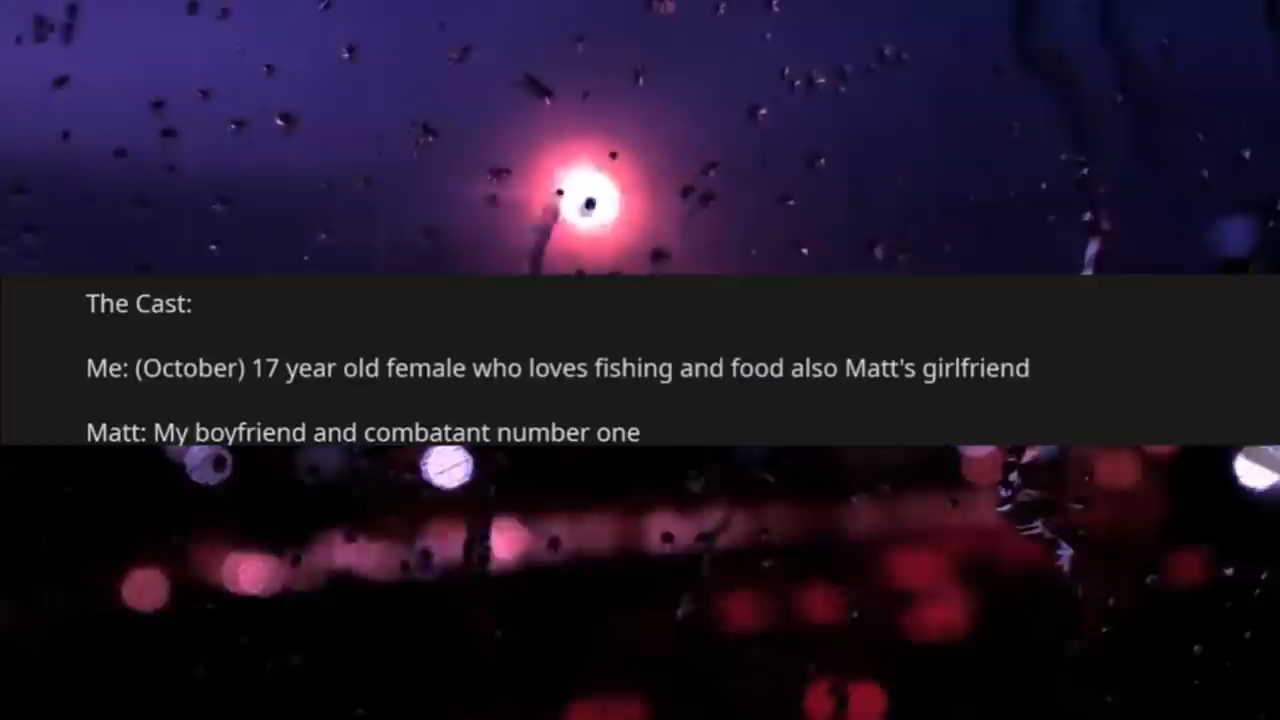 The Cast:
Me: (October) 17 year old female who loves fishing and food also Matt's girlfriend
Matt: My boyfriend and combatant number one